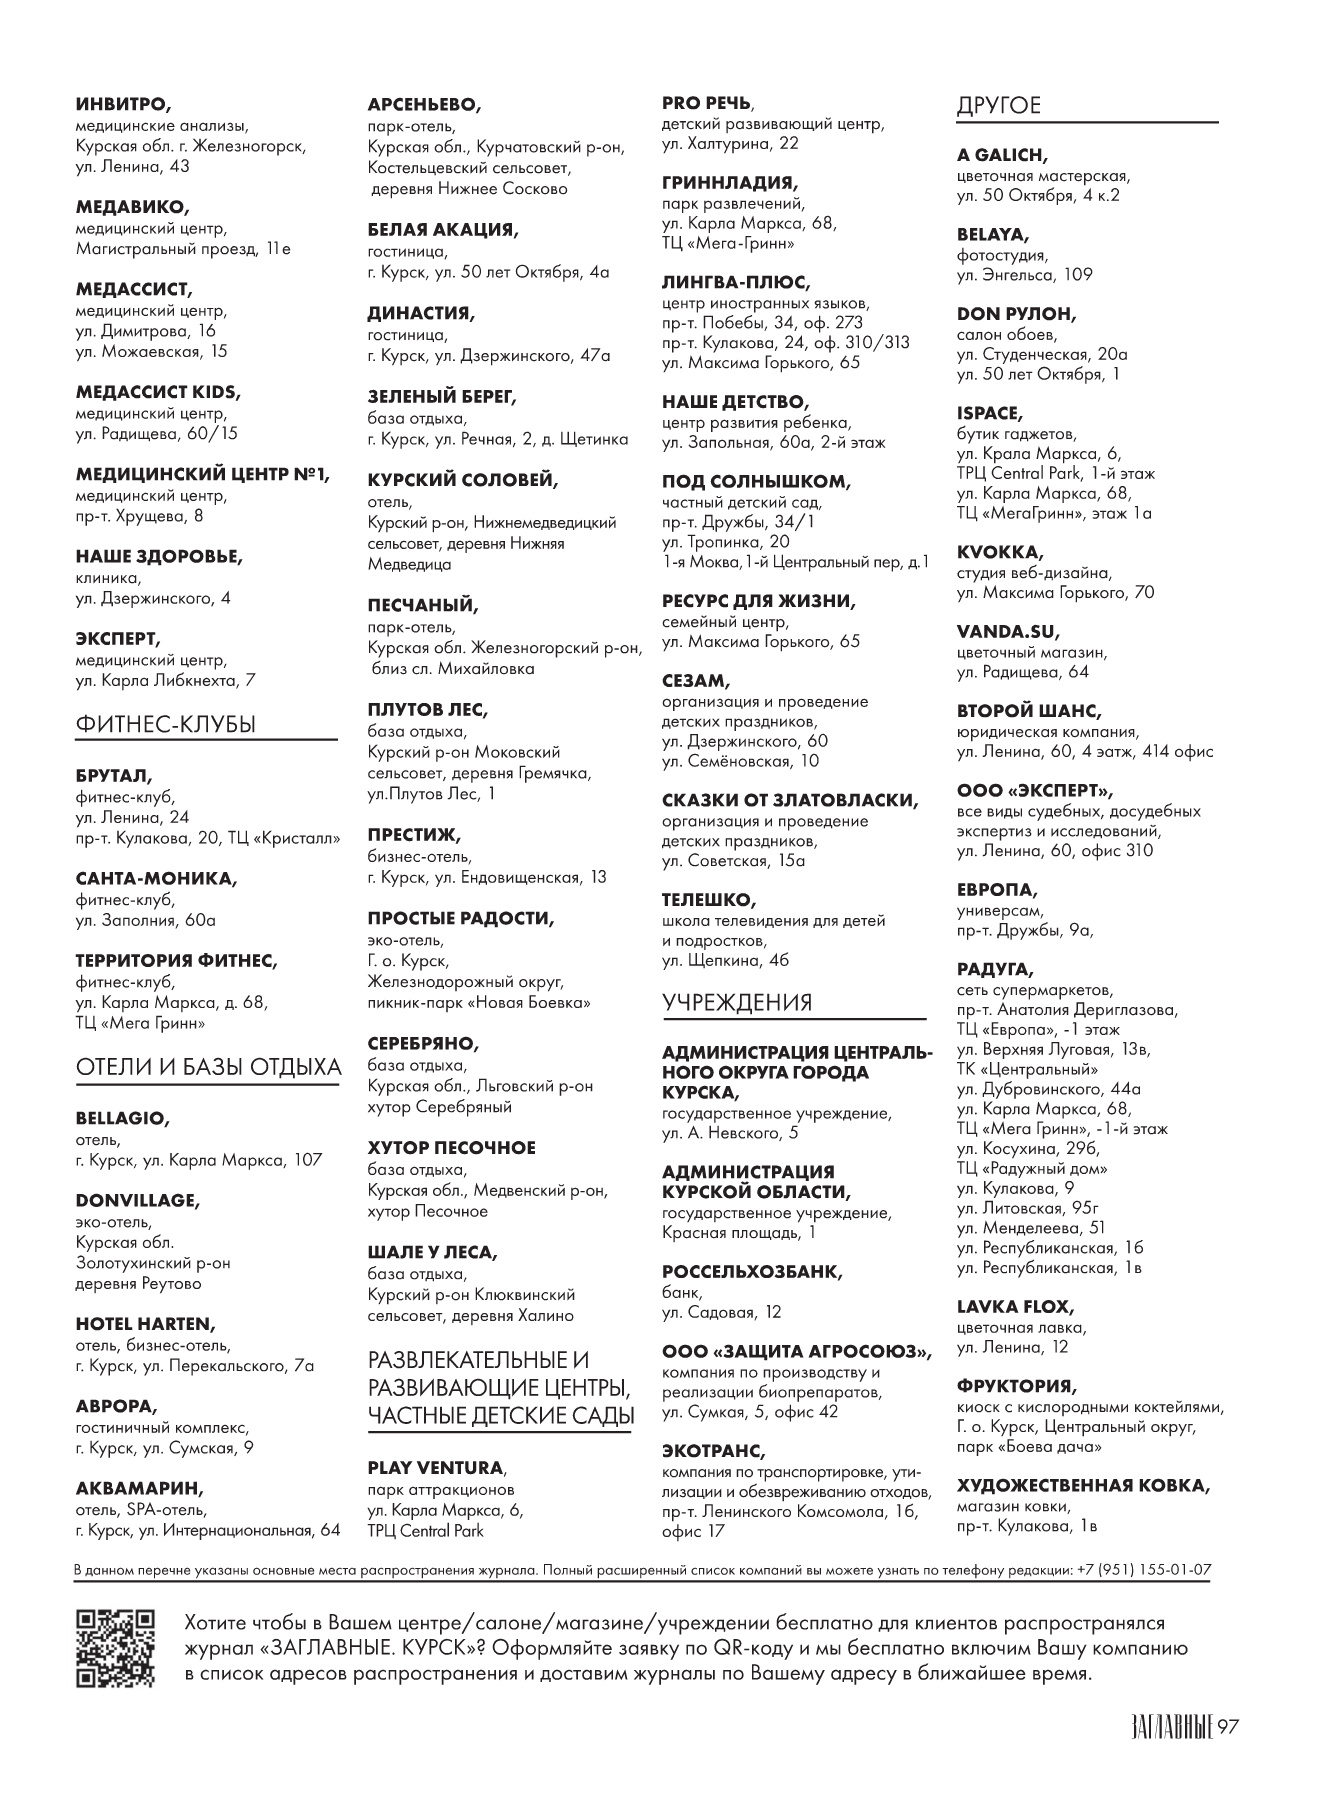 ИНВИТРО,
медицинские анализы,
Курская обл. г. Железногорск,
ул. Ленина, 43
МЕДАВИКО,
медицинский центр,
Магистральный проезд, 11е
МЕДАССИСТ,
медицинский центр,
ул. Димитрова, 16
ул. Можаевская, 15
МЕДАССИСТ KIDS,
медицинский центр,
ул. Радищева, 60/15
МЕДИЦИНСКИЙ ЦЕНТР №1,
медицинский центр,
пр-т. Хрущева, 8
НАШЕ ЗДОРОВЬЕ,
клиника,
ул. Дзержинского, 4
ЭКСПЕРТ,
медицинский центр,
ул. Карла Либкнехта, 7
ФИТНЕС-КЛУБЫ
БРУТАЛ,
фитнес-клуб,
ул. Ленина, 24
пр-т. Кулакова, 20, ТЦ «Кристалл»
САНТА-МОНИКА,
фитнес-клуб,
ул. Заполния, 60а
ТЕРРИТОРИЯ ФИТНЕС,
фитнес-клуб,
ул. Карла Маркса, д. 68,
ТЦ «Мега Гринн»
ОТЕЛИ И БАЗЫ ОТДЫХА
BELLAGIO,
отель,
г. Курск, ул. Карла Маркса, 107
DONVILLAGE,
эко-отель,
Курская обл.
Золотухинский р-он
деревня Реутово
HOTEL HARTEN,
отель, бизнес-отель,
г. Курск, ул. Перекальского, 7а
АВРОРА,
гостиничный комплекс,
г. Курск, ул. Сумская, 9
АКВАМАРИН,
отель, SPA-отель,
г. Курск, ул. Интернациональная, 64
АРСЕНЬЕВО,
парк-отель,
Курская обл., Курчатовский р-он,
Костельцевский сельсовет,
деревня Нижнее Сосково
БЕЛАЯ АКАЦИЯ,
гостиница,
г. Курск, ул. 50 лет Октября, 4а
ДИНАСТИЯ,
гостиница,
г. Курск, ул. Дзержинского, 47а
ЗЕЛЕНЫЙ БЕРЕГ,
база отдыха,
г. Курск, ул. Речная, 2, д. Щетинка
КУРСКИЙ СОЛОВЕЙ,
отель,
Курский р-он, Нижнемедведицкий
сельсовет, деревня Нижняя
Медведица
ПЕСЧАНЫЙ,
парк-отель,
Курская обл. Железногорский р-он,
близ сл. Михайловка
ПЛУТОВ ЛЕС,
база отдыха,
Курский р-он Моковский
сельсовет, деревня Гремячка,
ул.Плутов Лес, 1
ПРЕСТИЖ,
бизнес-отель,
г. Курск, ул. Ендовищенская, 13
ПРОСТЫЕ РАДОСТИ,
эко-отель,
Г. о. Курск,
Железнодорожный округ,
пикник-парк «Новая Боевка»
СЕРЕБРЯНО,
база отдыха,
Курская обл., Льговский р-он
хутор Серебряный
ХУТОР ПЕСОЧНОЕ
база отдыха,
Курская обл., Медвенский р-он,
хутор Песочное
ШАЛЕ У ЛЕСА,
база отдыха,
Курский р-он Клюквинский
сельсовет, деревня Халино
РАЗВЛЕКАТЕЛЬНЫЕ И
РАЗВИВАЮЩИЕ ЦЕНТРЫ,
ЧАСТНЫЕ ДЕТСКИЕ САДЫ
PLAY VENTURA,
парк аттракционов
ул. Карла Маркса, 6,
ТРЦ Central Park
PRO РЕЧЬ,
детский развивающий центр,
ул. Халтурина, 22
ГРИННЛАДИЯ,
парк развлечений,
ул. Карла Маркса, 68,
ТЦ «Мега-Гринн»
ЛИНГВА-ПЛЮС,
центр иностранных языков,
пр-т. Побебы, 34, оф. 273
пр-т. Кулакова, 24, оф. 310/313
ул. Максима Горького, 65
НАШЕ ДЕТСТВО,
центр развития ребенка,
ул. Запольная, 60а, 2-й этаж
ПОД СОЛНЫШКОМ,
частный детский сад,
пр-т. Дружбы, 34/1
ул. Тропинка, 20
1-я Моква,1-й Центральный пер, д.1
РЕСУРС ДЛЯ ЖИЗНИ,
семейный центр,
ул. Максима Горького, 65
СЕЗАМ,
организация и проведение
детских праздников,
ул. Дзержинского, 60
ул. Семёновская, 10
СКАЗКИ ОТ ЗЛАТОВЛАСКИ,
организация и проведение
детских праздников,
ул. Советская, 15а
ТЕЛЕШКО,
школа телевидения для детей
и подростков,
ул. Щепкина, 4б
УЧРЕЖДЕНИЯ
АДМИНИСТРАЦИЯ ЦЕНТРАЛЬ-
НОГО ОКРУГА ГОРОДА
КУРСКА,
государственное учреждение,
ул. А. Невского, 5
АДМИНИСТРАЦИЯ
КУРСКОЙ ОБЛАСТИ,
государственное учреждение,
Красная площадь, 1
РОССЕЛЬХОЗБАНК,
банк,
ул. Садовая, 12
ООО «ЗАЩИТА АГРОСОЮЗ»,
компания по производству и
реализации биопрепаратов,
ул. Сумкая, 5, офис 42
ЭКОТРАНС,
компания по транспортировке, ути-
лизации и обезвреживанию отходов,
пр-т. Ленинского Комсомола, 1б,
офис 17
ДРУГОЕ
A GALICH,
цветочная мастерская,
ул. 50 Октября, 4 к.2
BELAYA,
фотостудия,
ул. Энгельса, 109
DON РУЛОН,
салон обоев,
ул. Студенческая, 20а
ул. 50 лет Октября, 1
ISPACE,
бутик гаджетов,
ул. Крала Маркса, 6,
ТРЦ Central Park, 1-й этаж
ул. Карла Маркса, 68,
ТЦ «МегаГринн», этаж 1а
KVOKKA,
студия веб-дизайна,
ул. Максима Горького, 70
VANDA.SU,
цветочный магазин,
ул. Радищева, 64
ВТОРОЙ ШАНС,
юридическая компания,
ул. Ленина, 60, 4 эатж, 414 офис
ООО «ЭКСПЕРТ»,
все виды судебных, досудебных
экспертиз и исследований,
ул. Ленина, 60, офис 310
ЕВРОПА,
универсам,
пр-т. Дружбы, 9а,
РАДУГА,
сеть супермаркетов,
пр-т. Анатолия Дериглазова,
ТЦ «Европа», -1 этаж
ул. Верхняя Луговая, 13в,
ТК «Центральный»
ул. Дубровинского, 44а
ул. Карла Маркса, 68,
ТЦ «Мега Гринн», -1-й этаж
ул. Косухина, 29б,
ТЦ «Радужный дом»
ул. Кулакова, 9
ул. Литовская, 95г
ул. Менделеева, 51
ул. Республиканская, 1б
ул. Республиканская, 1в
LAVKA FLOX,
цветочная лавка,
ул. Ленина, 12
ФРУКТОРИЯ,
киоск с кислородными коктейлями,
Г. о. Курск, Центральный округ,
парк «Боева дача»
ХУДОЖЕСТВЕННАЯ КОВКА,
магазин ковки,
пр-т. Кулакова, 1в
В данном перечне указаны основные места распространения журнала. Полный расширенный список компаний вы можете узнать по телефону редакции: +7 (951) 155-01-07
Хотите чтобы в Вашем центре/салоне/магазине/учреждении бесплатно для клиентов распространялся
журнал «ЗАГЛАВНЫЕ. КУРСК»? Оформляйте заявку по QR-коду и мы бесплатно включим Вашу компанию
в список адресов распространения и доставим журналы по Вашему адресу в ближайшее время.
ЗАГЛАВНЫЕ 97